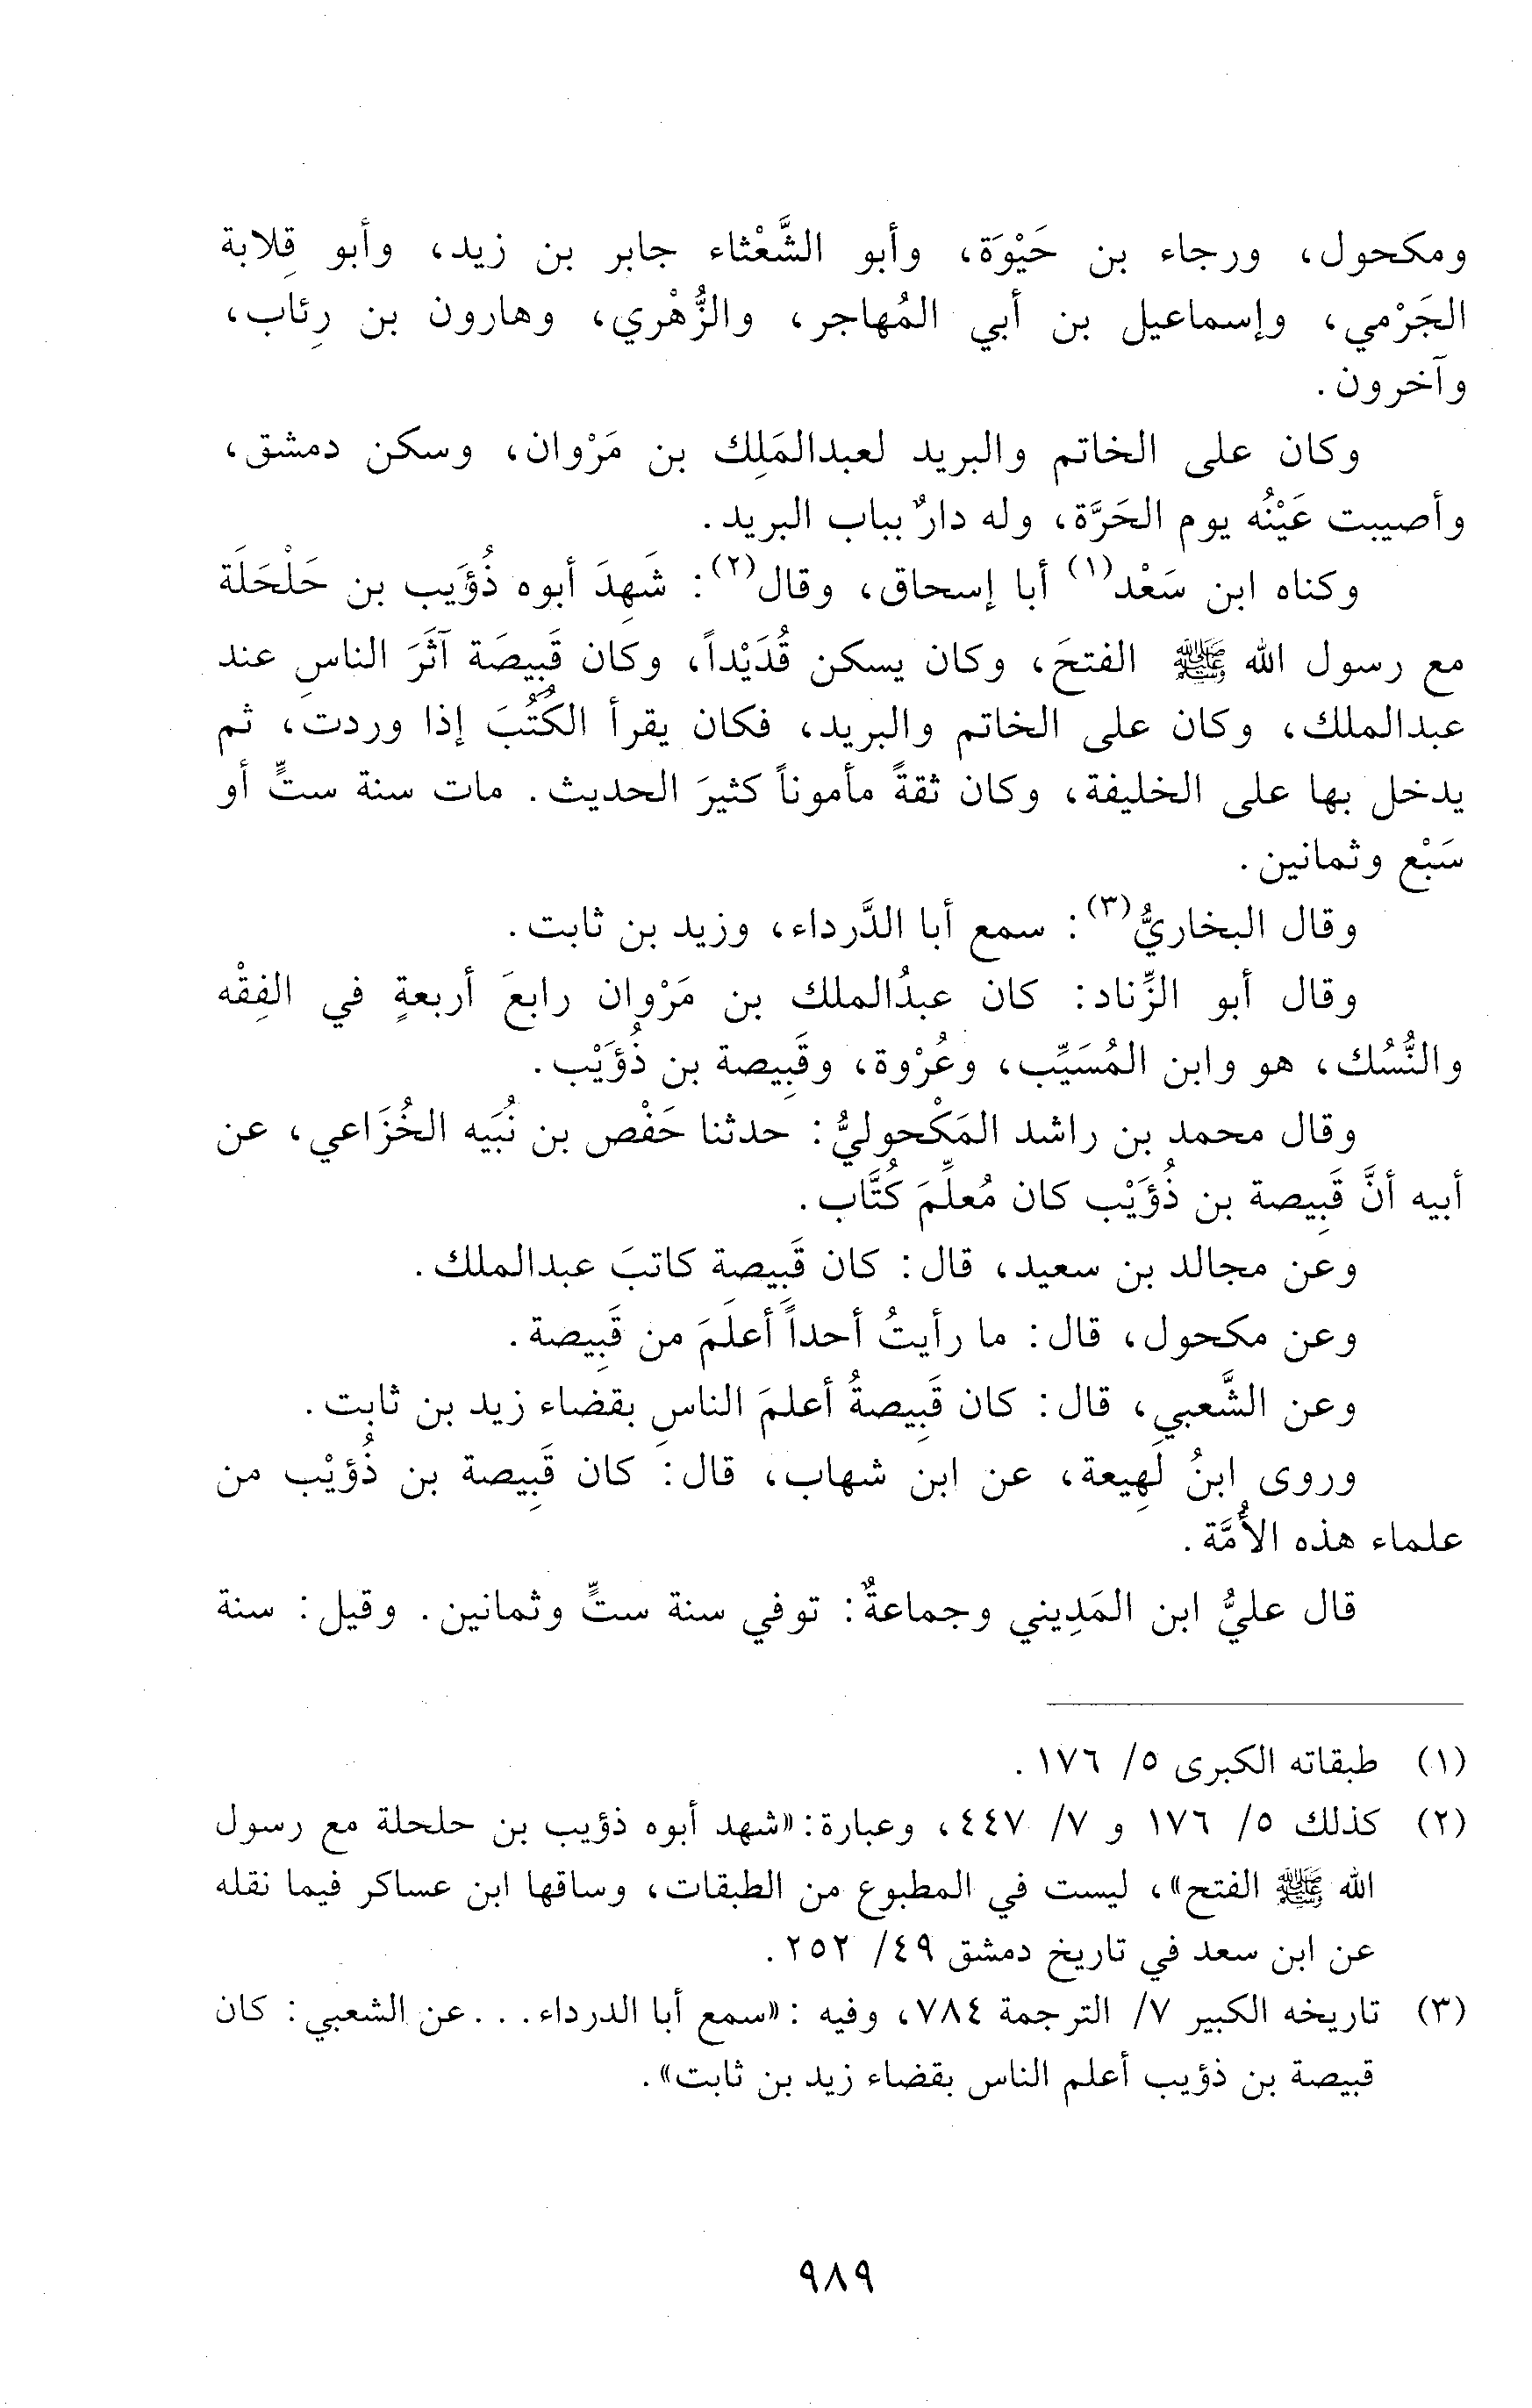 ومكحول، ورجاء بن حَيْوَة، وأبو الشَّعْثاء جابر بن زيد، وأبو قِلابة
الجَرْمي، وإسماعيل بن أبي المُهاجر، والزُّهْري، وهارون بن رِئاب،
وآخرون.
وكان على الخاتم والبريد لعبدالمَلِك بن مَرْوان، وسكن دمشق،
وأصيبت عَيْنُه يوم الحَرَّة، وله دارٌ بباب البريد.
وكناه ابن سَعْد(١) أبا إسحاق، وقال(٢): شَهِدَ أبوه ذُؤَيب بن حَلْحَلَة
مع رسول الله ﷺ الفتحَ، وكان يسكن قُدَيْداً، وكان قَبِيصَة آثَرَ الناسِ عند
عبدالملك، وكان على الخاتم والبريد، فكان يقرأ الكُتُبَ إذا وردت، ثم
يدخل بها على الخليفة، وكان ثقةً مأموناً كثيرَ الحديث. مات سنة ستٍّ أو
سَبْع وثمانين.
وقال البخاريُّ(٣): سمع أبا الدَّرداء، وزيد بن ثابت.
وقال أبو الزِّناد: كان عبدُالملك بن مَرْوان رابعَ أربعةٍ في الفِقْه
والنُّسُك، هو وابن المُسَيِّب، وعُرْوة، وقَبِيصة بن ذُؤَيْب.
وقال محمد بن راشد المَكْحوليُّ: حدثنا حَفْص بن نُبَيه الخُزَاعي، عن
أبيه أنَّ قَبِيصة بن ذُؤَيْب كان مُعلِّمَ كُتَّاب.
وعن مجالد بن سعيد، قال: كان قَبِيصة كاتبَ عبدالملك.
وعن مكحول، قال: ما رأيتُ أحداً أعلَمَ من قَبِيصة.
وعن الشَّعبي، قال: كان قَبِيصةُ أعلمَ الناسِ بقضاء زيد بن ثابت.
وروى ابنُ لَهِيعة، عن ابن شهاب، قال: كان قَبِيصة بن ذُؤيْب من
علماء هذه الأُمَّة.
قال عليُّ ابن المَدِيني وجماعةٌ: توفي سنة ستٍّ وثمانين. وقيل: سنة
(١) طبقاته الكبرى ٥/ ١٧٦.
(٢) كذلك ٥/ ١٧٦ و ٧/ ٤٤٧، وعبارة: «شهد أبوه ذؤيب بن حلحلة مع رسول
الله ﷺ الفتح»، ليست في المطبوع من الطبقات، وساقها ابن عساكر فيما نقله
عن ابن سعد في تاريخ دمشق ٤٩/ ٢٥٢.
(٣) تاريخه الكبير ٧/ الترجمة ٧٨٤، وفيه: «سمع أبا الدرداء... عن الشعبي: كان
قبيصة بن ذؤيب أعلم الناس بقضاء زيد بن ثابت».
٩٨٩